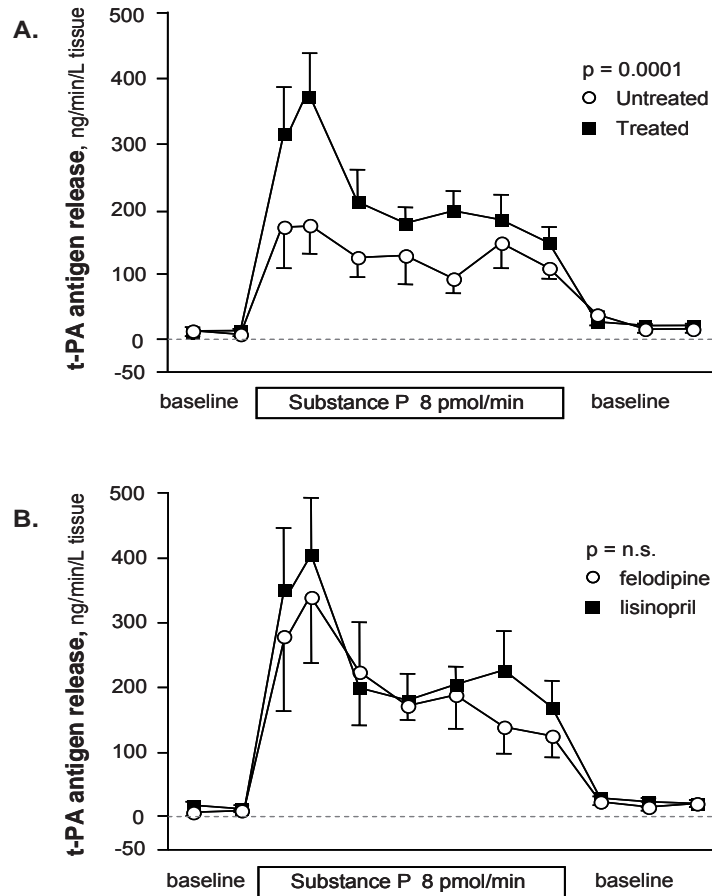 A.
t-PA antigen release, ng/min/L tissue
500
400
300
200
100
0
-50
p = 0.0001
Untreated
Treated
baseline
Substance P 8 pmol/min
baseline
B.
t-PA antigen release, ng/min/L tissue
500
400
300
200
100
0
-50
p = n.s.
felodipine
lisinopril
baseline
Substance P 8 pmol/min
baseline